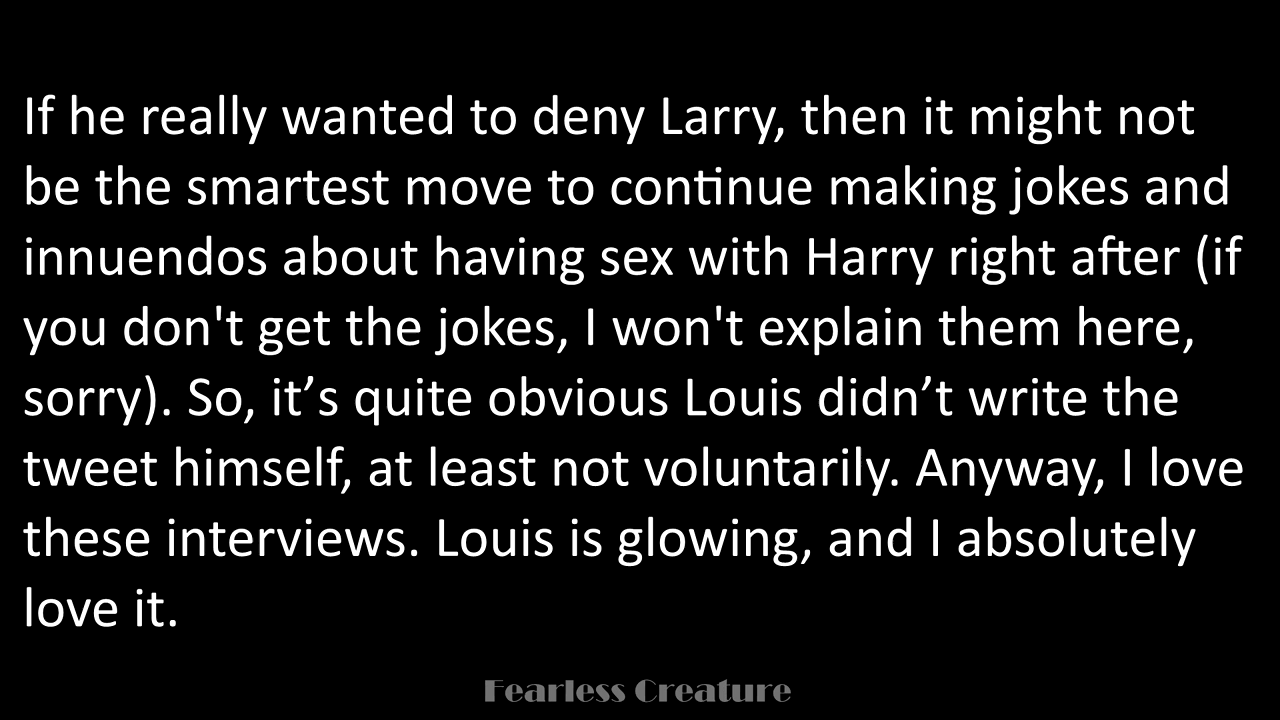 If he really wanted to deny Larry, then it might not
be the smartest move to continue making jokes and
innuendos about having sex with Harry right after (if
you don't get the jokes, I won't explain them here,
sorry). So, it’s quite obvious Louis didn’t write the
tweet himself, at least not voluntarily. Anyway, I love
these interviews. Louis is glowing, and I absolutely
love it.
Fearless Creature